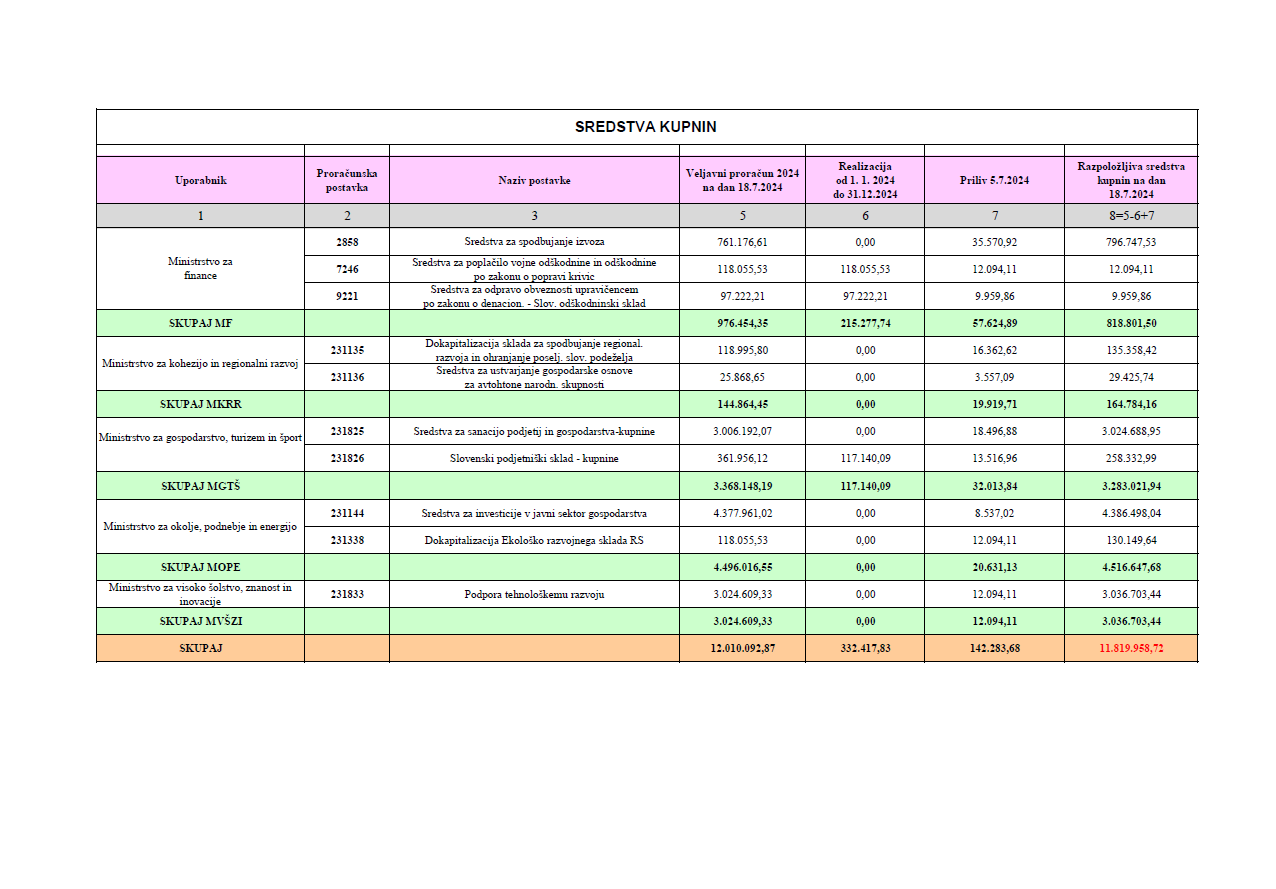 SREDSTVA KUPNIN
Uporabnik
Proračunska
postavka
Naziv postavke
Veljavni proračun 2024
na dan 18.7.2024
Realizacija
od 1. 1. 2024
do 31.12.2024
Priliv 5.7.2024
Razpoložljiva sredstva
kupnin na dan
18.7.2024
1 2 3 5 6 7 8=5-6+7
Ministrstvo za
finance
2858 Sredstva za spodbujanje izvoza 761.176,61 0,00 35.570,92 796.747,53
7246 Sredstva za poplačilo vojne odškodnine in odškodnine
po zakonu o popravi krivic 118.055,53 118.055,53 12.094,11 12.094,11
9221 Sredstva za odpravo obveznosti upravičencem
po zakonu o denacion. - Slov. odškodninski sklad 97.222,21 97.222,21 9.959,86 9.959,86
SKUPAJ MF 976.454,35 215.277,74 57.624,89 818.801,50
Ministrstvo za kohezijo in regionalni razvoj
231135 Dokapitalizacija sklada za spodbujanje regional.
razvoja in ohranjanje poselj. slov. podeželja 118.995,80 0,00 16.362,62 135.358,42
231136 Sredstva za ustvarjanje gospodarske osnove
za avtohtone narodn. skupnosti 25.868,65 0,00 3.557,09 29.425,74
SKUPAJ MKRR 144.864,45 0,00 19.919,71 164.784,16
Ministrstvo za gospodarstvo, turizem in šport
231825 Sredstva za sanacijo podjetij in gospodarstva-kupnine 3.006.192,07 0,00 18.496,88 3.024.688,95
231826 Slovenski podjetniški sklad - kupnine 361.956,12 117.140,09 13.516,96 258.332,99
SKUPAJ MGTŠ 3.368.148,19 117.140,09 32.013,84 3.283.021,94
Ministrstvo za okolje, podnebje in energijo
231144 Sredstva za investicije v javni sektor gospodarstva 4.377.961,02 0,00 8.537,02 4.386.498,04
231338 Dokapitalizacija Ekološko razvojnega sklada RS 118.055,53 0,00 12.094,11 130.149,64
SKUPAJ MOPE 4.496.016,55 0,00 20.631,13 4.516.647,68
Ministrstvo za visoko šolstvo, znanost in
inovacije
231833 Podpora tehnološkemu razvoju 3.024.609,33 0,00 12.094,11 3.036.703,44
SKUPAJ MVŠZI 3.024.609,33 0,00 12.094,11 3.036.703,44
SKUPAJ 12.010.092,87 332.417,83 142.283,68 11.819.958,72